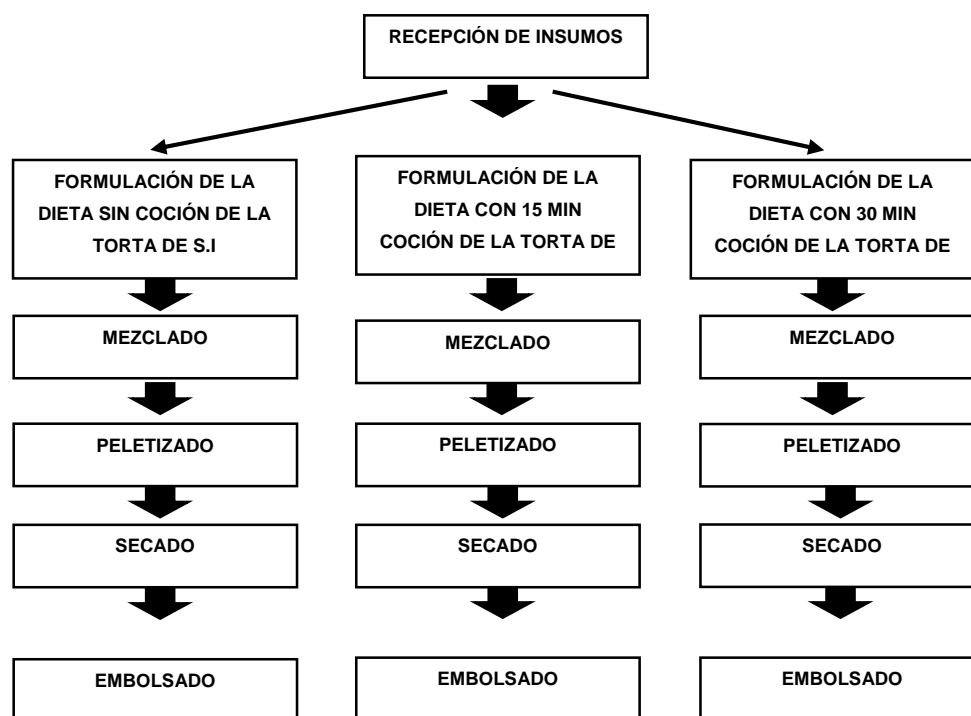 RECEPCIÓN DE INSUMOS
FORMULACIÓN DE LA
DIETA SIN COCIÓN DE LA
TORTA DE S.I
FORMULACIÓN DE LA
DIETA CON 15 MIN
COCIÓN DE LA TORTA DE
FORMULACIÓN DE LA
DIETA CON 30 MIN
COCIÓN DE LA TORTA DE
MEZCLADO
MEZCLADO
MEZCLADO
PELETIZADO
PELETIZADO
PELETIZADO
SECADO
SECADO
SECADO
EMBOLSADO
EMBOLSADO
EMBOLSADO